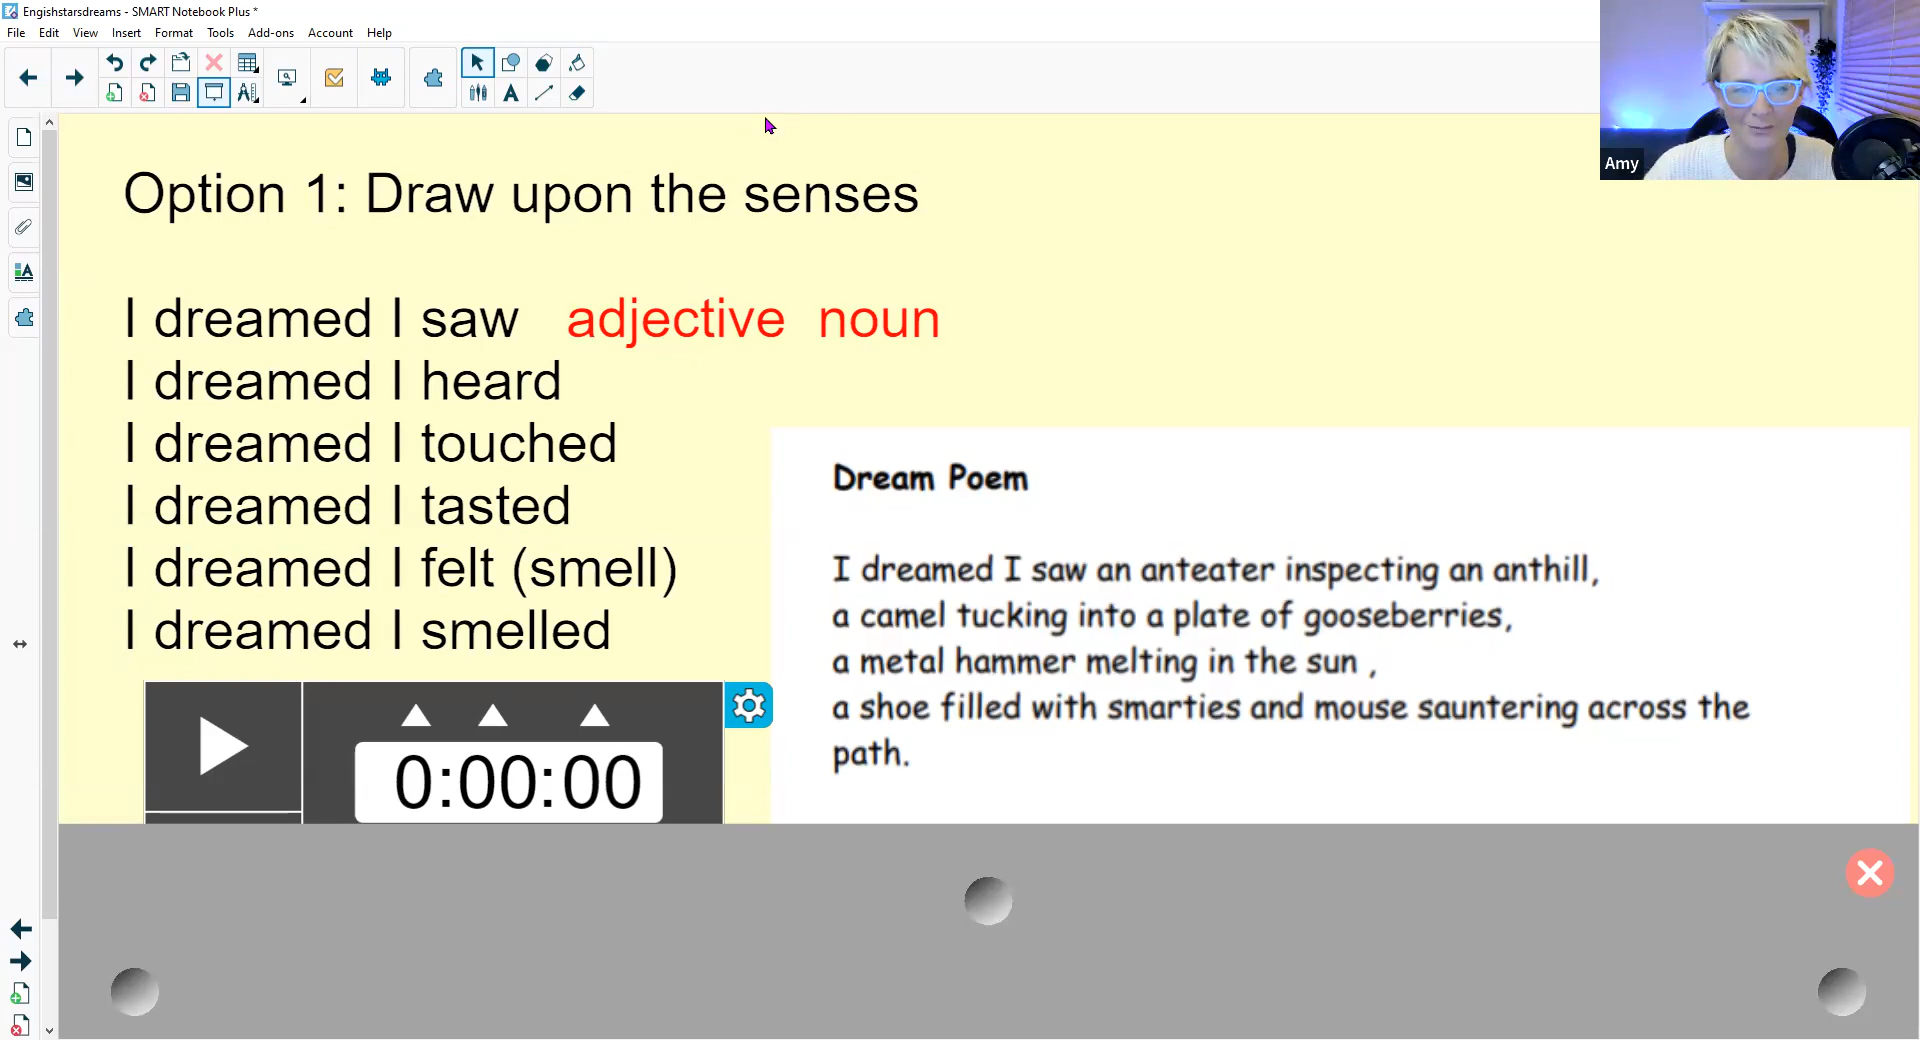 Engishstarsdreams - SMART Notebook Plus *
File Edit View Insert Format Tools Add-ons Account Help
Amy
Option 1: Draw upon the senses
I dreamed I saw adjective noun
I dreamed I heard
I dreamed I touched
I dreamed I tasted
I dreamed I felt (smell)
I dreamed I smelled
0:00:00
Dream Poem
I dreamed I saw an anteater inspecting an anthill,
a camel tucking into a plate of gooseberries,
a metal hammer melting in the sun ,
a shoe filled with smarties and mouse sauntering across the
path.